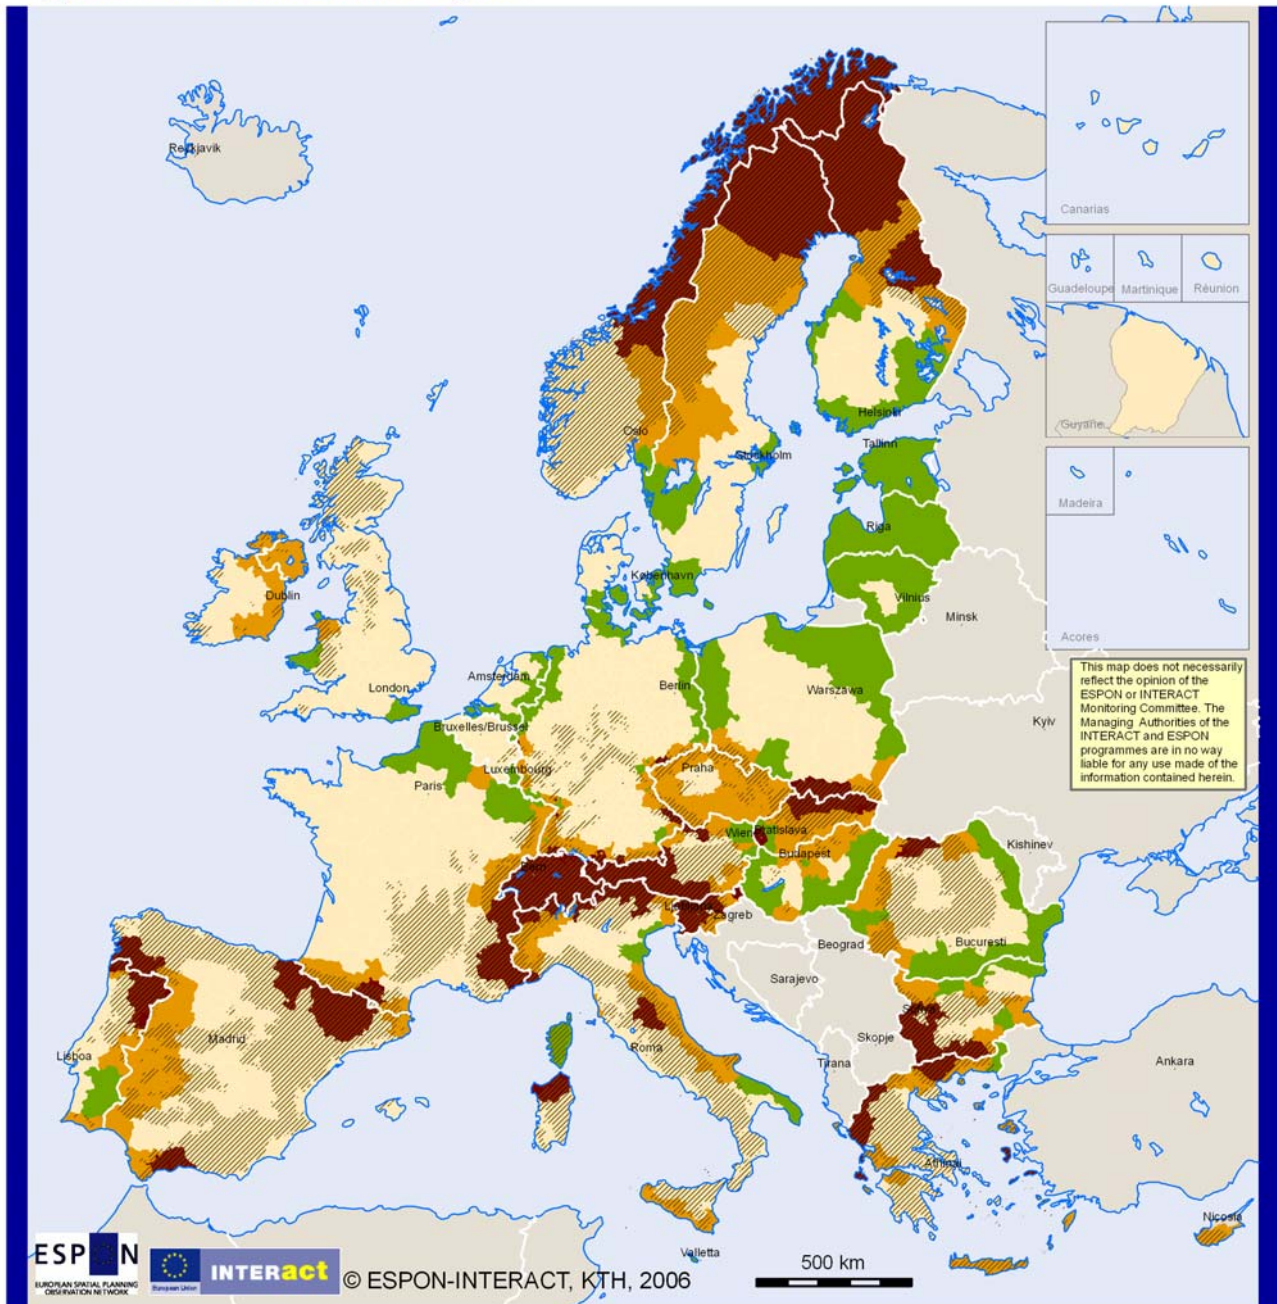 Reykjavik
Canarias
Guadeloupe
Martinique
Réunion
Guyane
Oslo
Helsinki
Tallinn
Stockholm
Madeira
Riga
København
Vilnius
Minsk
Dublin
Acores
Amsterdam
Berlin
Warszawa
London
This map does not necessarily
reflect the opinion of the
ESPON or INTERACT
Monitoring Committee. The
Managing Authorities of the
INTERACT and ESPON
programmes are in no way
liable for any use made of the
information contained herein.
Kyiv
Bruxelles/Brussel
Luxembourg
Praha
Paris
Wien
Bratislava
Kishinev
Budapest
Bern
Zagreb
Beograd
Bucuresti
Sarajevo
Madrid
Roma
Skopje
Lisboa
Tirana
Ankara
Athinai
Nicosia
Valletta
ESPON
EUROPEAN SPATIAL PLANNING
OBSERVATION NETWORK
European Union
INTERact
© ESPON-INTERACT, KTH, 2006
500 km